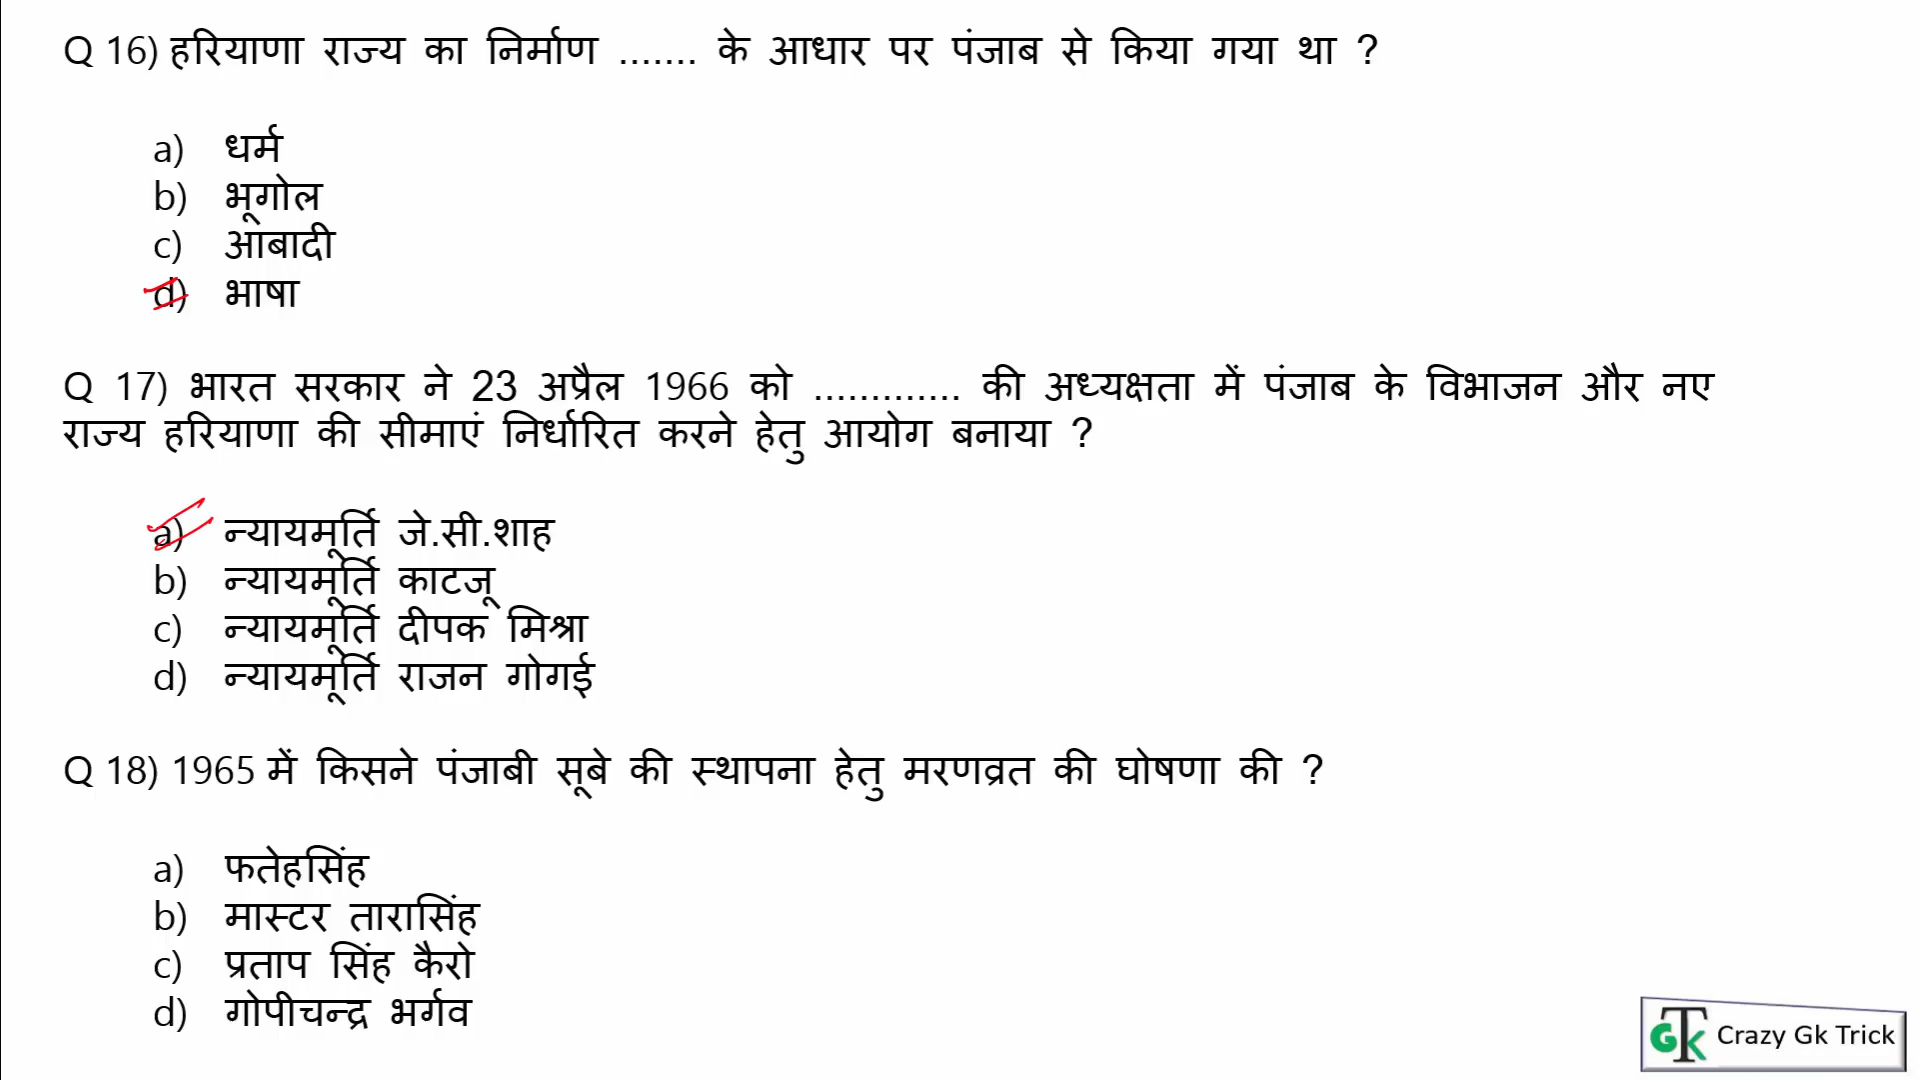 Q 16) हरियाणा राज्य का निर्माण ....... के आधार पर पंजाब से किया गया था ?
a) धर्म
b) भूगोल
c) आबादी
d) भाषा
Q 17) भारत सरकार ने 23 अप्रैल 1966 को ............. की अध्यक्षता में पंजाब के विभाजन और नए
राज्य हरियाणा की सीमाएं निर्धारित करने हेतु आयोग बनाया ?
a) न्यायमूर्ति जे.सी.शाह
b) न्यायमूर्ति काटजू
c) न्यायमूर्ति दीपक मिश्रा
d) न्यायमूर्ति राजन गोगई
Q 18) 1965 में किसने पंजाबी सूबे की स्थापना हेतु मरणव्रत की घोषणा की ?
a) फतेहसिंह
b) मास्टर तारासिंह
c) प्रताप सिंह कैरो
d) गोपीचन्द्र भर्गव
GTK Crazy Gk Trick